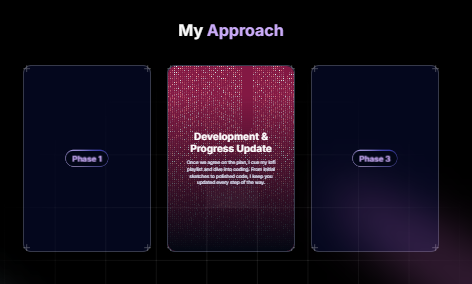 My Approach
Phase 1
Development &
Progress Update
Once we agree on the plan, I cue my lofi
playlist and dive into coding. From initial
sketches to polished code, I keep you
updated every step of the way.
Phase 3